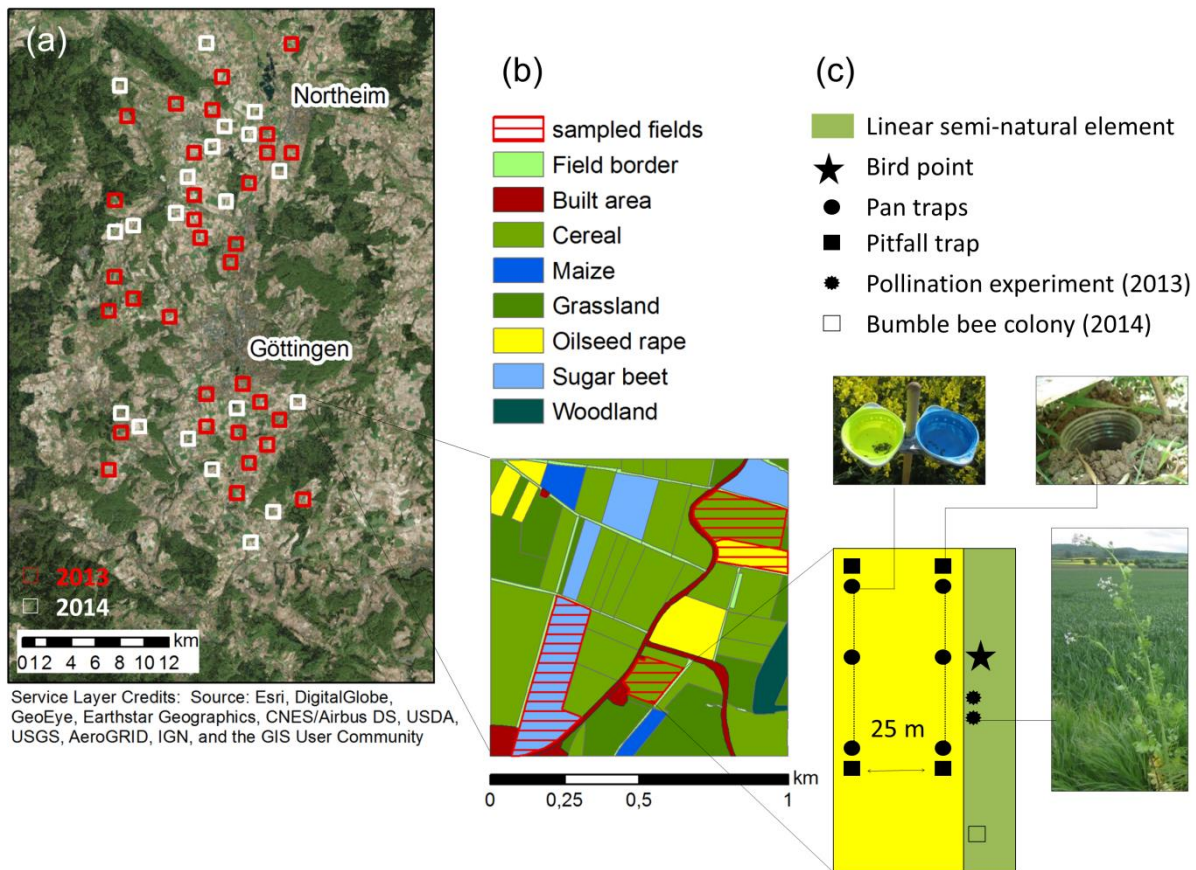 (a)
Northeim
Göttingen
2013
2014
km
012 4 6 8 10 12
Service Layer Credits: Source: Esri, DigitalGlobe,
GeoEye, Earthstar Geographics, CNES/Airbus DS, USDA,
USGS, AeroGRID, IGN, and the GIS User Community
(b)
sampled fields
Field border
Built area
Cereal
Maize
Grassland
Oilseed rape
Sugar beet
Woodland
km
0 0,25 0,5 1
(c)
Linear semi-natural element
Bird point
Pan traps
Pitfall trap
Pollination experiment (2013)
Bumble bee colony (2014)
25 m